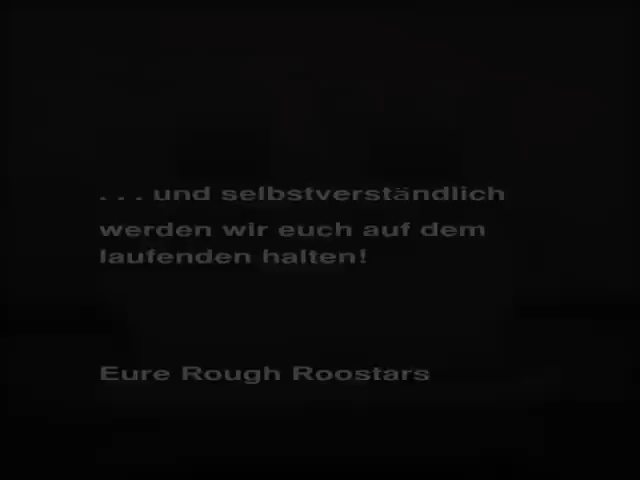 . . . und selbstverständlich
werden wir euch auf dem
laufenden halten!
Eure Rough Roostars